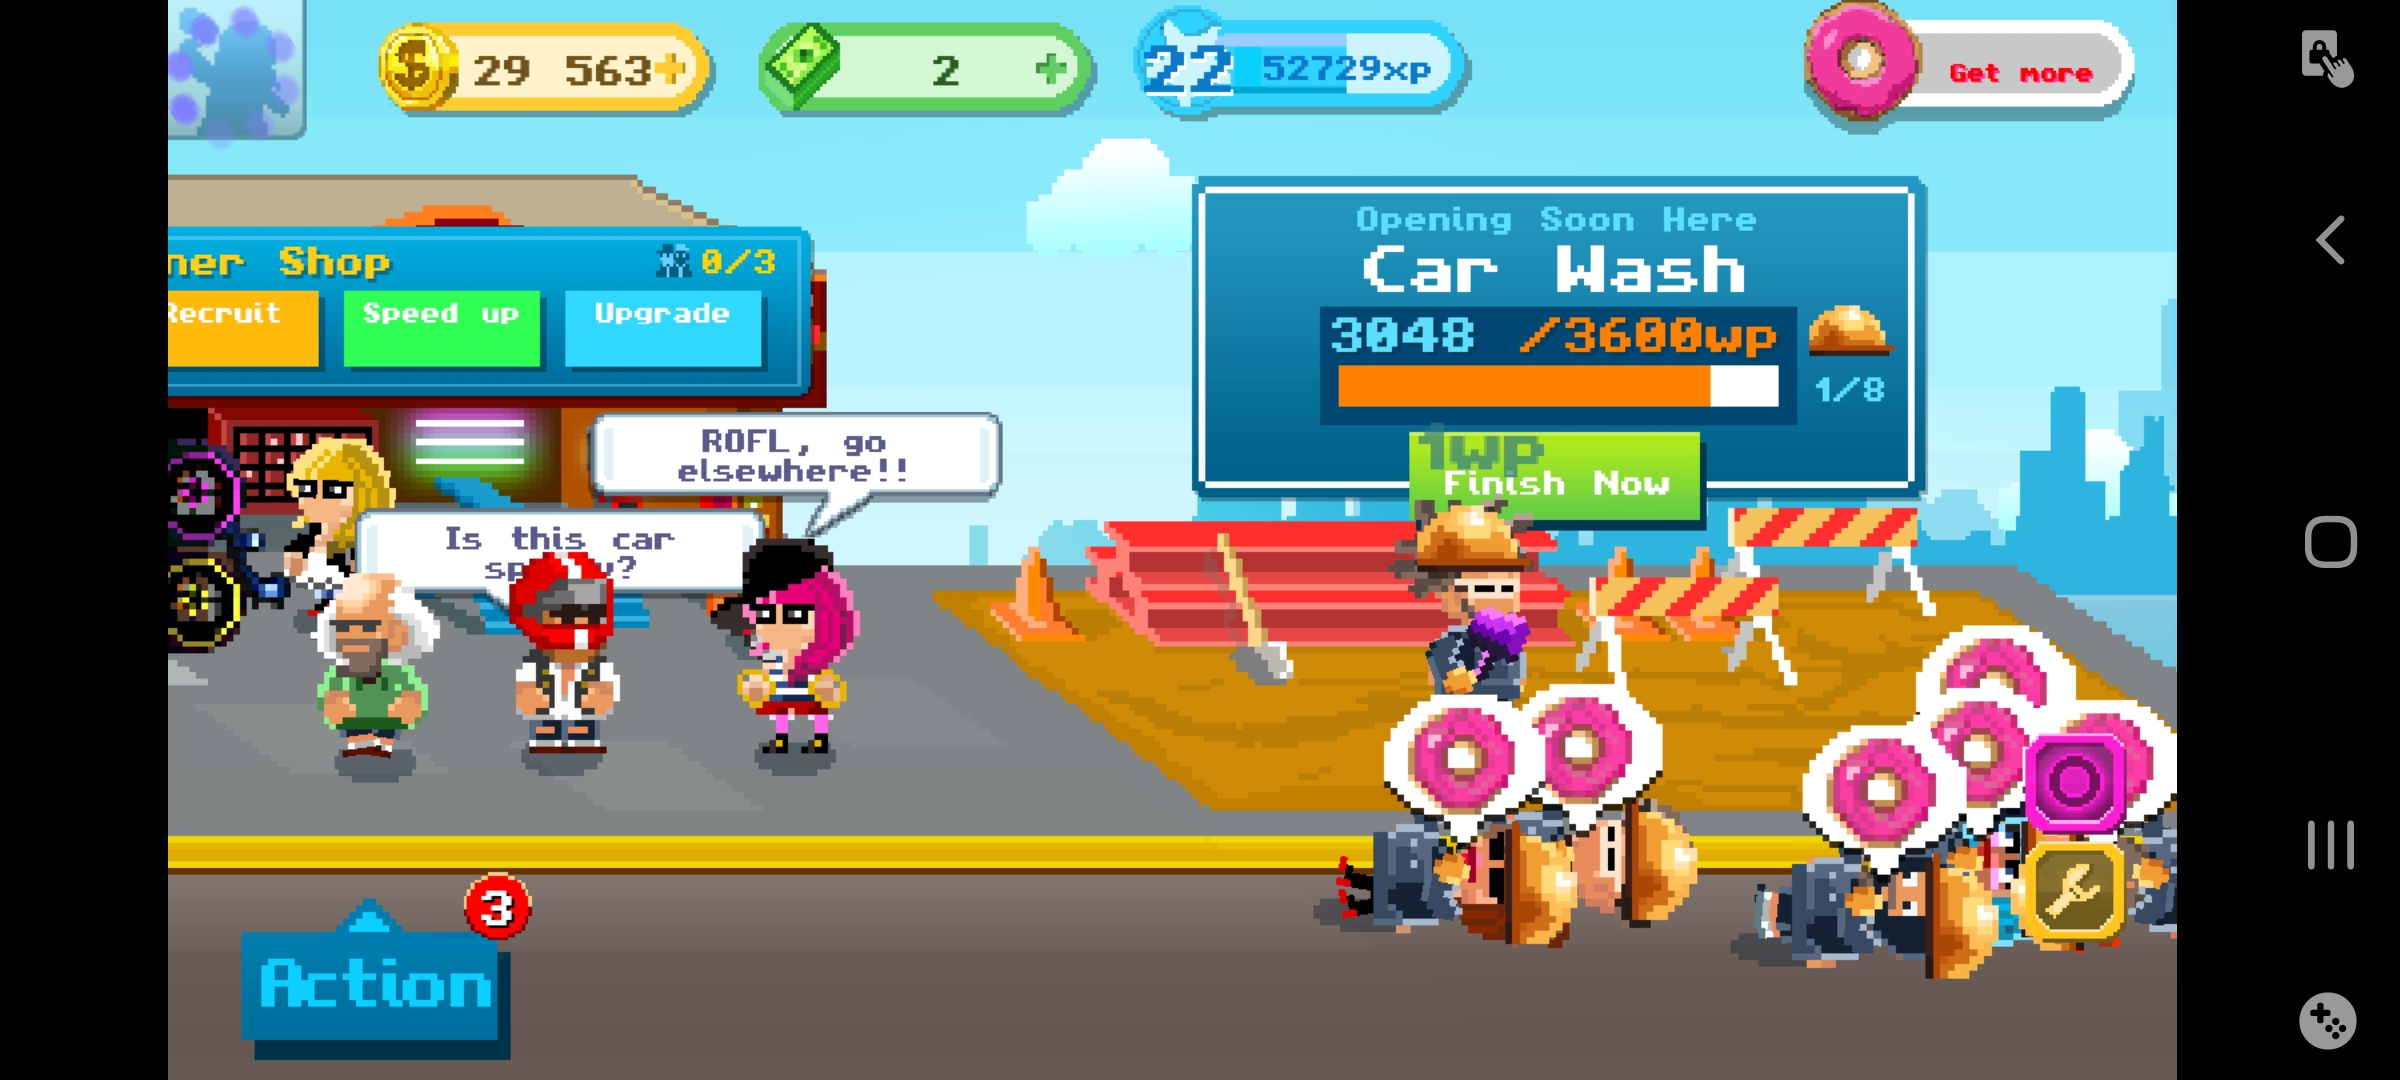 29 563+
2 +
22 52729xp
Get more
Opening Soon Here
Car Wash
3048 /3600wp
1/8
1wp
Finish Now
ner Shop 0/3
Recruit Speed up Upgrade
ROFL, go
elsewhere!!
Is this car
3
Action